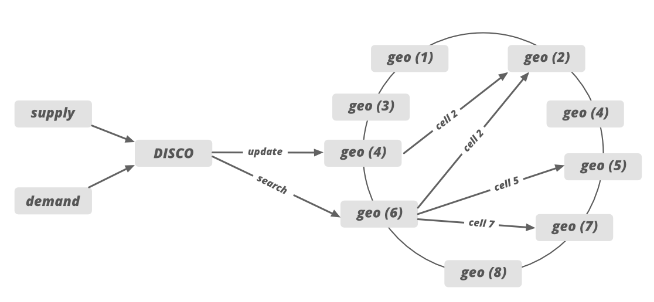 geo (1)
geo (2)
geo (3)
supply
cell 2
geo (4)
cell 2
DISCO
update
geo (4)
geo (5)
search
cell 5
demand
geo (6)
cell 7
geo (7)
geo (8)